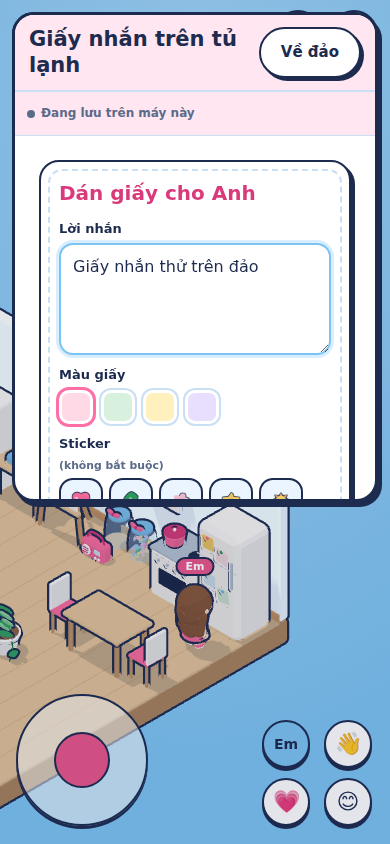 Giấy nhắn trên tủ
lạnh
Về đảo
Đang lưu trên máy này
Dán giấy cho Anh
Lời nhắn
Giấy nhắn thử trên đảo
Màu giấy
Sticker
(không bắt buộc)
Em
Em